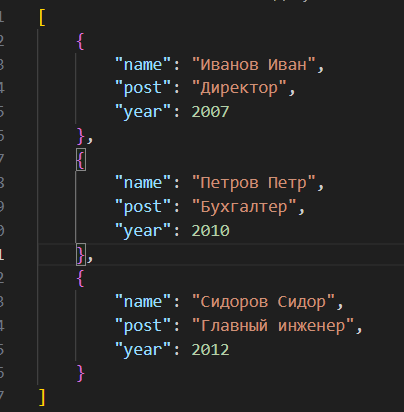 [
{
"name": "Иванов Иван",
"post": "Директор",
"year": 2007
},
{
"name": "Петров Петр",
"post": "Бухгалтер",
"year": 2010
},
{
"name": "Сидоров Сидор",
"post": "Главный инженер",
"year": 2012
}
]